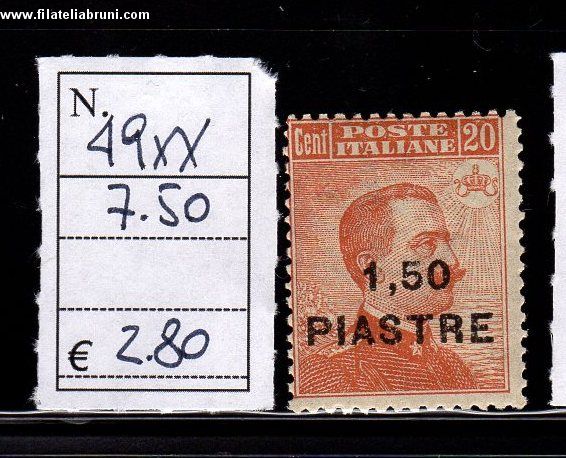 www.filateliabruni.com
N.
49xx
7.50
€ 2.80
Cent POSTE ITALIANE 20
1,50
PIASTRE